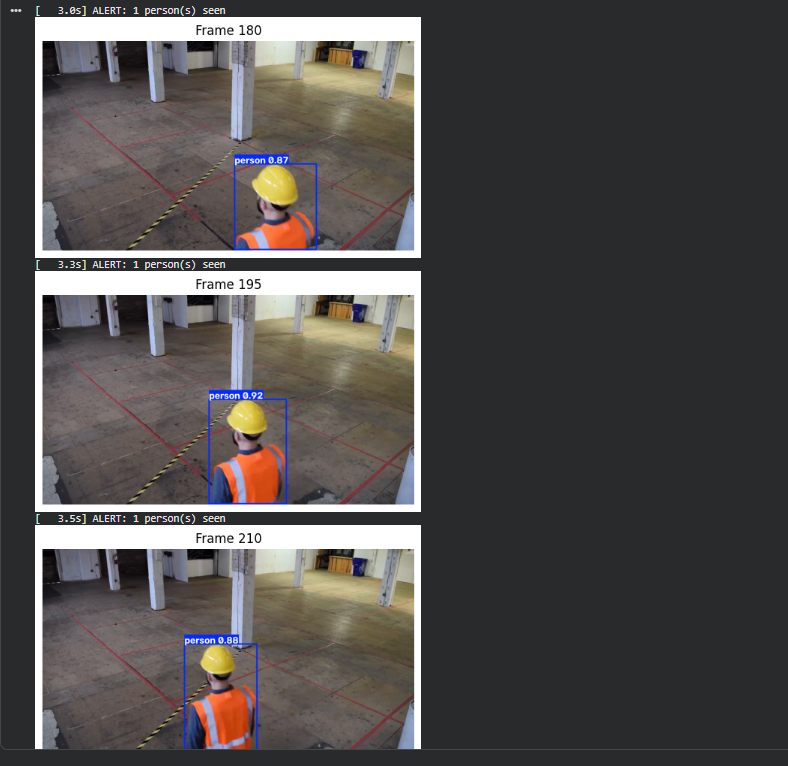 [   3.0s] ALERT: 1 person(s) seen
Frame 180
person 0.87
[   3.3s] ALERT: 1 person(s) seen
Frame 195
person 0.92
[   3.5s] ALERT: 1 person(s) seen
Frame 210
person 0.88